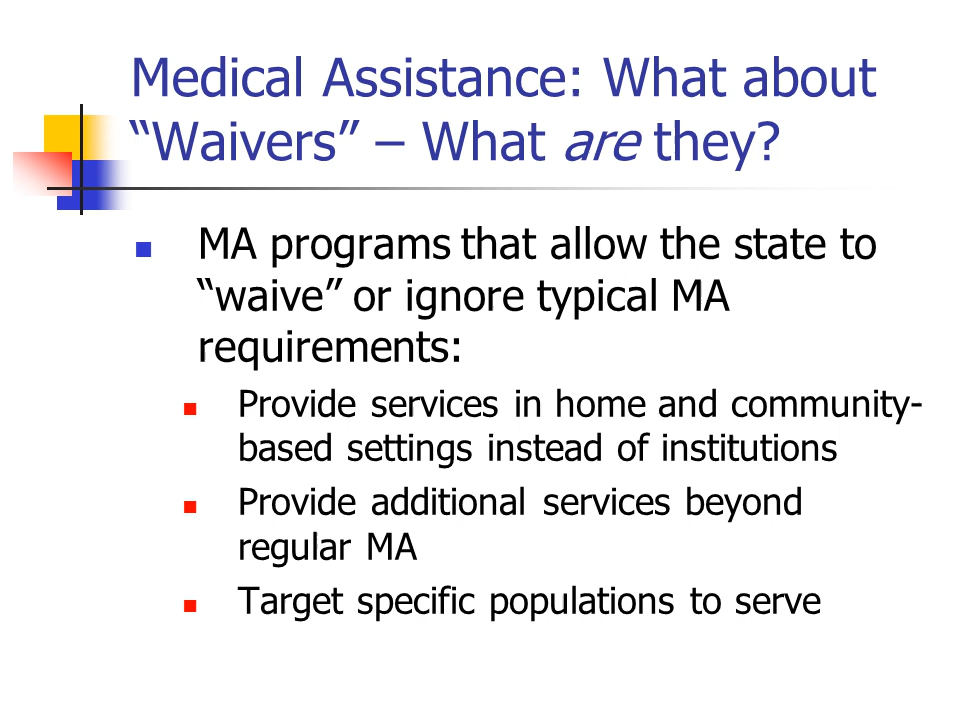 Medical Assistance: What about
“Waivers” – What are they?
MA programs that allow the state to
“waive” or ignore typical MA
requirements:
Provide services in home and community-
based settings instead of institutions
Provide additional services beyond
regular MA
Target specific populations to serve